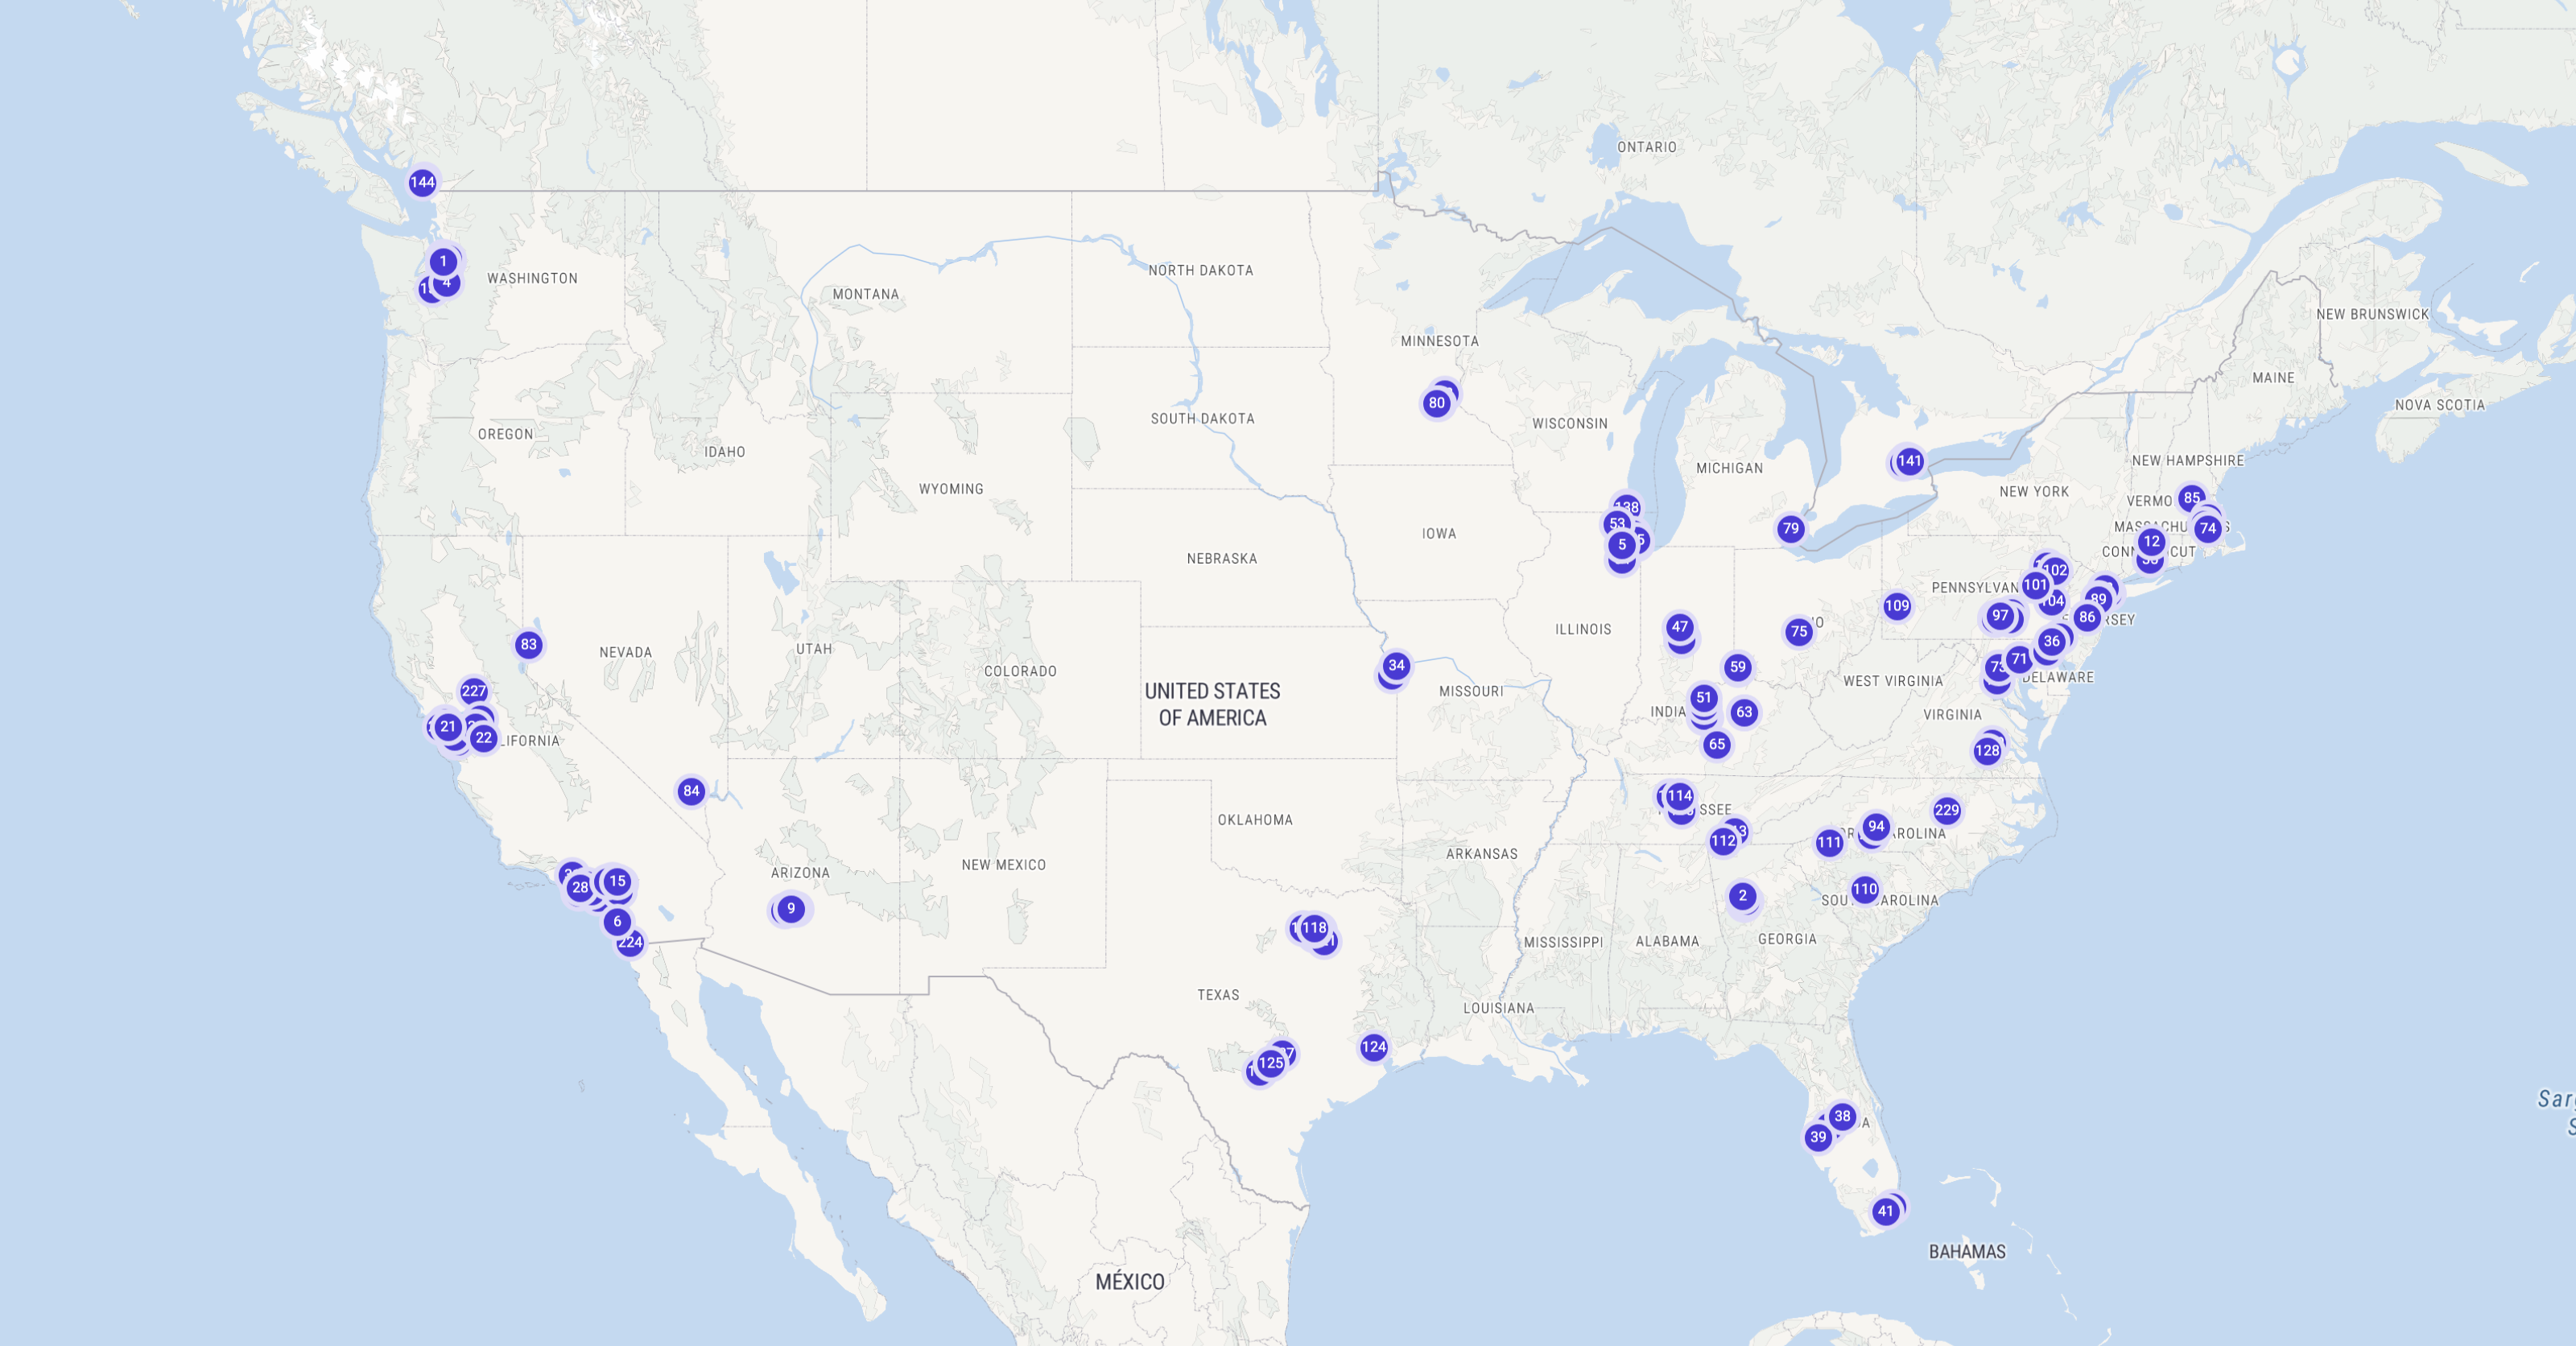 ONTARIO
144
1
WASHINGTON
4
NORTH DAKOTA
MONTANA
NEW BRUNSWICK
MINNESOTA
MAINE
80
NOVA SCOTIA
SOUTH DAKOTA
WISCONSIN
OREGON
IDAHO
141
NEW HAMPSHIRE
MICHIGAN
WYOMING
NEW YORK
85
VERMO
53
79
74
IOWA
5
12
NEBRASKA
102
101
PENNSYLVAN
104
89
109
97
86
RSEY
47
ILLINOIS
75
83
NEVADA
UTAH
36
71
59
34
COLORADO
WEST VIRGINIA
DELAWARE
UNITED STATES
OF AMERICA
MISSOURI
227
51
INDIA
63
VIRGINIA
21
22
LIFORNIA
65
128
84
114
SSEE
229
OKLAHOMA
94
112
111
ARKANSAS
NEW MEXICO
ARIZONA
15
28
110
2
9
6
224
118
MISSISSIPPI
ALABAMA
GEORGIA
TEXAS
LOUISIANA
124
125
38
39
41
BAHAMAS
MÉXICO